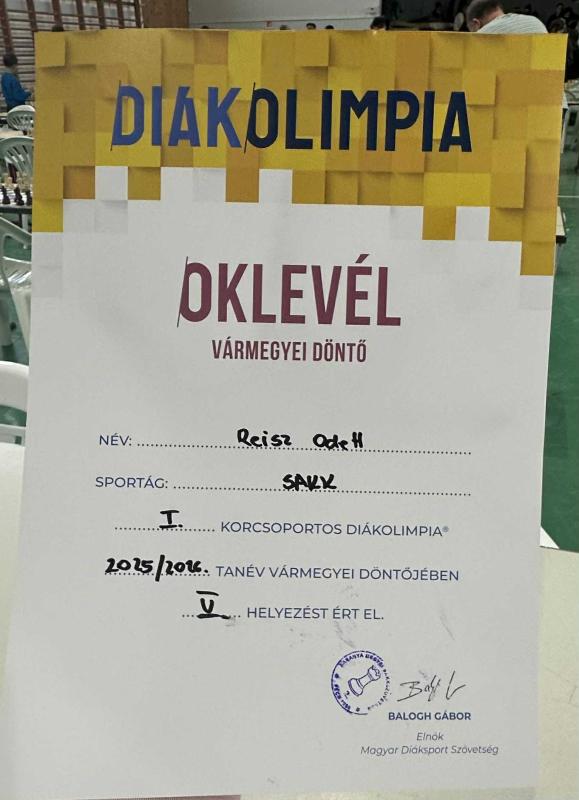 DIÁKOLIMPIA
OKLEVÉL
VÁRMEGYEI DÖNTŐ
NÉV: Reisz Odett
SPORTÁG: SAKK
I. KORCSOPORTOS DIÁKOLIMPIA®
2025/2026. TANÉV VÁRMEGYEI DÖNTŐJÉBEN
V HELYEZÉST ÉRT EL.
BALOGH GÁBOR
Elnök
Magyar Diáksport Szövetség